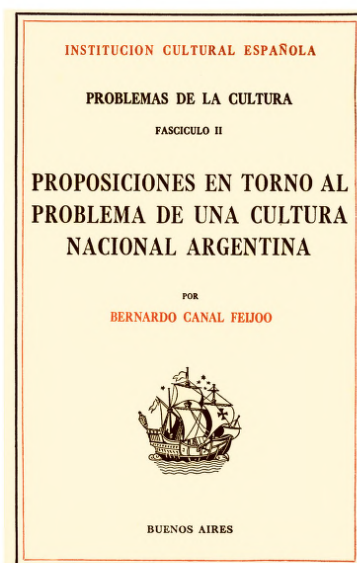 INSTITUCION CULTURAL ESPAÑOLA
PROBLEMAS DE LA CULTURA
FASCICULO II
PROPOSICIONES EN TORNO AL
PROBLEMA DE UNA CULTURA
NACIONAL ARGENTINA
POR
BERNARDO CANAL FEIJOO
BUENOS AIRES